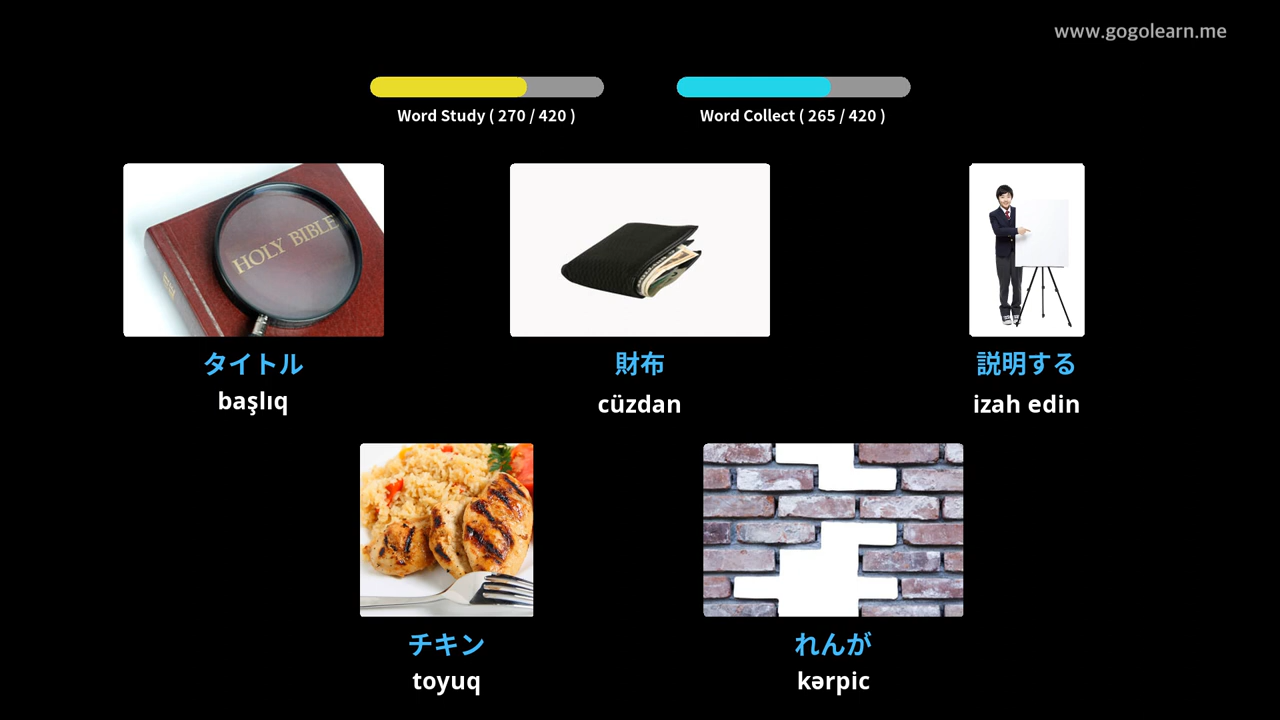 www.gogolearn.me
Word Study ( 270 / 420 )
Word Collect ( 265 / 420 )
HOLY BIBLE
タイトル
başlıq
財布
cüzdan
説明する
izah edin
チキン
toyuq
れんが
kərpic